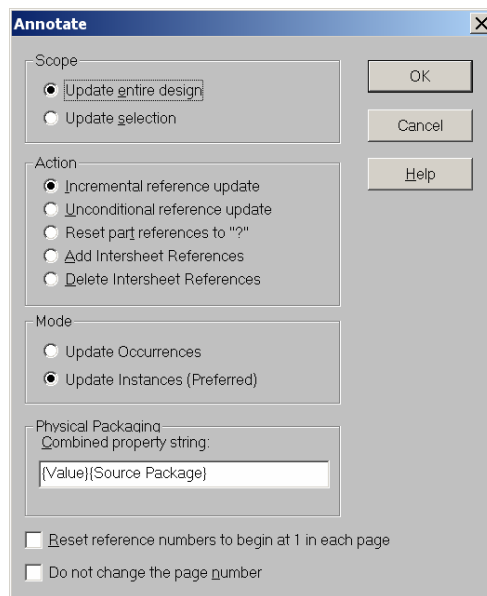 Annotate
Scope
Update entire design
Update selection
OK
Cancel
Help
Action
Incremental reference update
Unconditional reference update
Reset part references to "?"
Add Intersheet References
Delete Intersheet References
Mode
Update Occurrences
Update Instances (Preferred)
Physical Packaging
Combined property string:
{Value}{Source Package}
Reset reference numbers to begin at 1 in each page
Do not change the page number